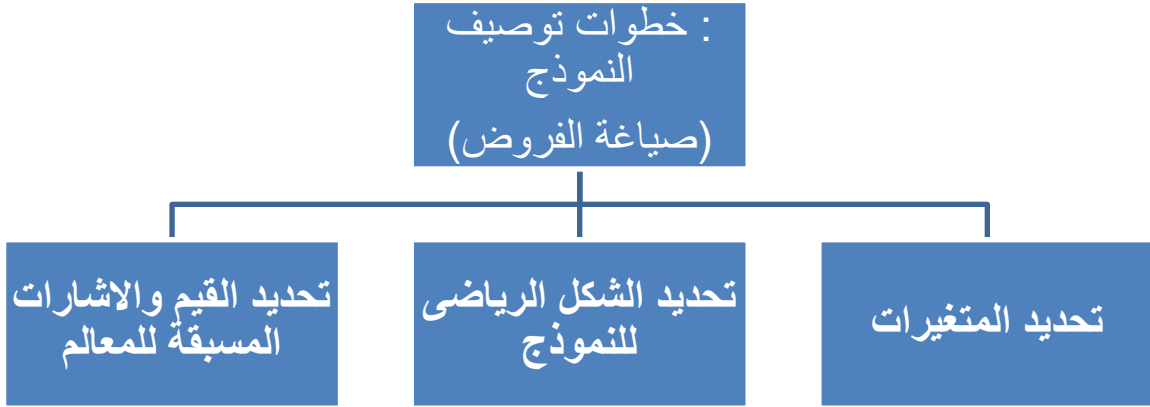 خطوات توصيف :
النموذج
(صياغة الفروض)
تحديد المتغيرات
تحديد الشكل الرياضى
للنموذج
تحديد القيم والاشارات
المسبقة للمعالم